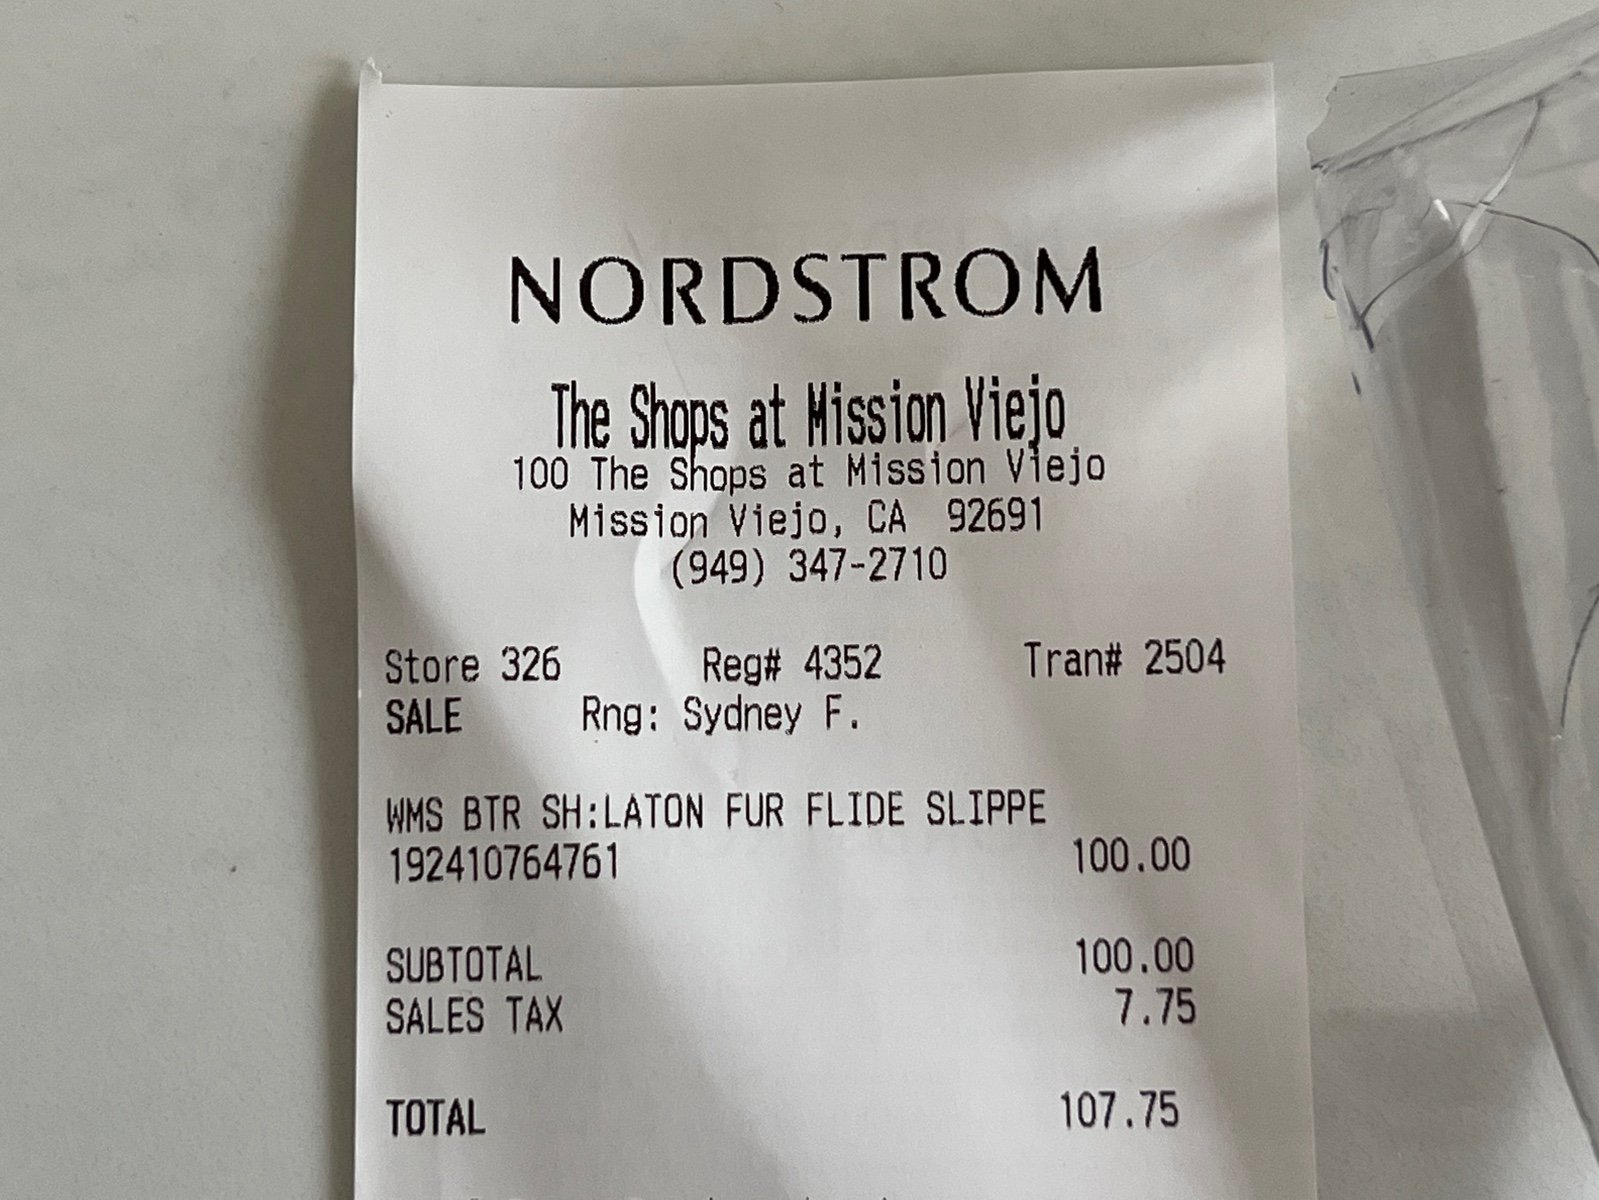 NORDSTROM
The Shops at Mission Viejo
100 The Shops at Mission Viejo
Mission Viejo, CA 92691
(949) 347-2710
Store 326 Reg# 4352 Tran# 2504
SALE Rng: Sydney F.
WMS BTR SH:LATON FUR FLIDE SLIPPE
192410764761 100.00
SUBTOTAL 100.00
SALES TAX 7.75
TOTAL 107.75